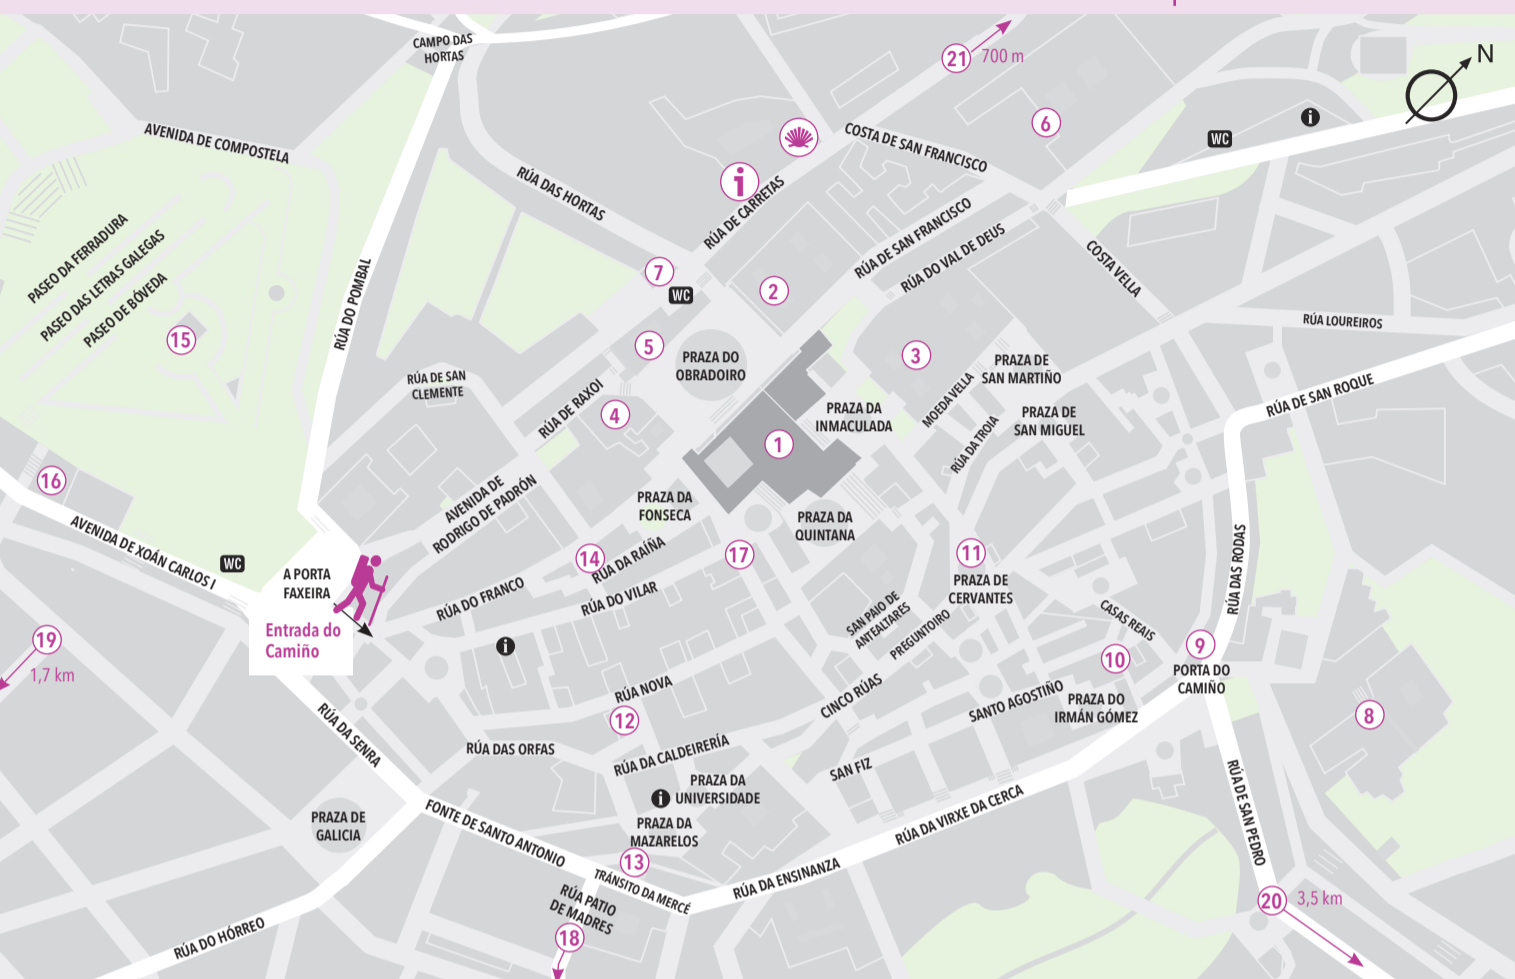 CAMPO DAS
HORTAS
21
700 m
N
6
WC
i
AVENIDA DE COMPOSTELA
COSTA DE SAN FRANCISCO
i
RÚA DAS HORTAS
RÚA DE CARRETAS
RÚA DE SAN FRANCISCO
RÚA DO VAL DE DEUS
COSTA VELLA
PASEO DA FERRADURA
PASEO DAS LETRAS GALEGAS
PASEO DE BÓVEDA
15
RÚA DO POMBAL
7
WC
2
RÚA LOUREIROS
5
PRAZA DO
OBRADOIRO
3
PRAZA DE
SAN MARTIÑO
RÚA DE SAN
CLEMENTE
RÚA DE RAXOI
4
PRAZA DA
INMACULADA
MOEDA VELLA
RÚA DA TROIA
PRAZA DE
SAN MIGUEL
RÚA DE SAN ROQUE
1
16
AVENIDA DE
RODRIGO DE PADRÓN
PRAZA DA
FONSECA
PRAZA DA
QUINTANA
AVENIDA DE XOÁN CARLOS I
WC
A PORTA
FAXEIRA
Entrada do
Camiño
14
RÚA DA RAÍÑA
17
11
PRAZA DE
CERVANTES
RÚA DAS RODAS
RÚA DO FRANCO
RÚA DO VILAR
SAN PAIO DE
ANTEALTARES
PREGUNTOIRO
CASAS REAIS
19
1,7 km
i
10
9
PORTA DO
CAMIÑO
RÚA NOVA
12
CINCO RÚAS
SANTO AGOSTIÑO
PRAZA DO
IRMÁN GÓMEZ
8
RÚA DA SENRA
RÚA DAS ORFAS
RÚA DA CALDEIRERÍA
SAN FIZ
PRAZA DA
UNIVERSIDADE
i
RÚA DE SAN PEDRO
PRAZA DE
GALICIA
FONTE DE SANTO ANTONIO
PRAZA DA
MAZARELOS
13
RÚA DA VIRXE DA CERCA
TRÁNSITO DA MERCÉ
RÚA DA ENSINANZA
RÚA PATIO
DE MADRES
20
3,5 km
18
RÚA DO HÓRREO